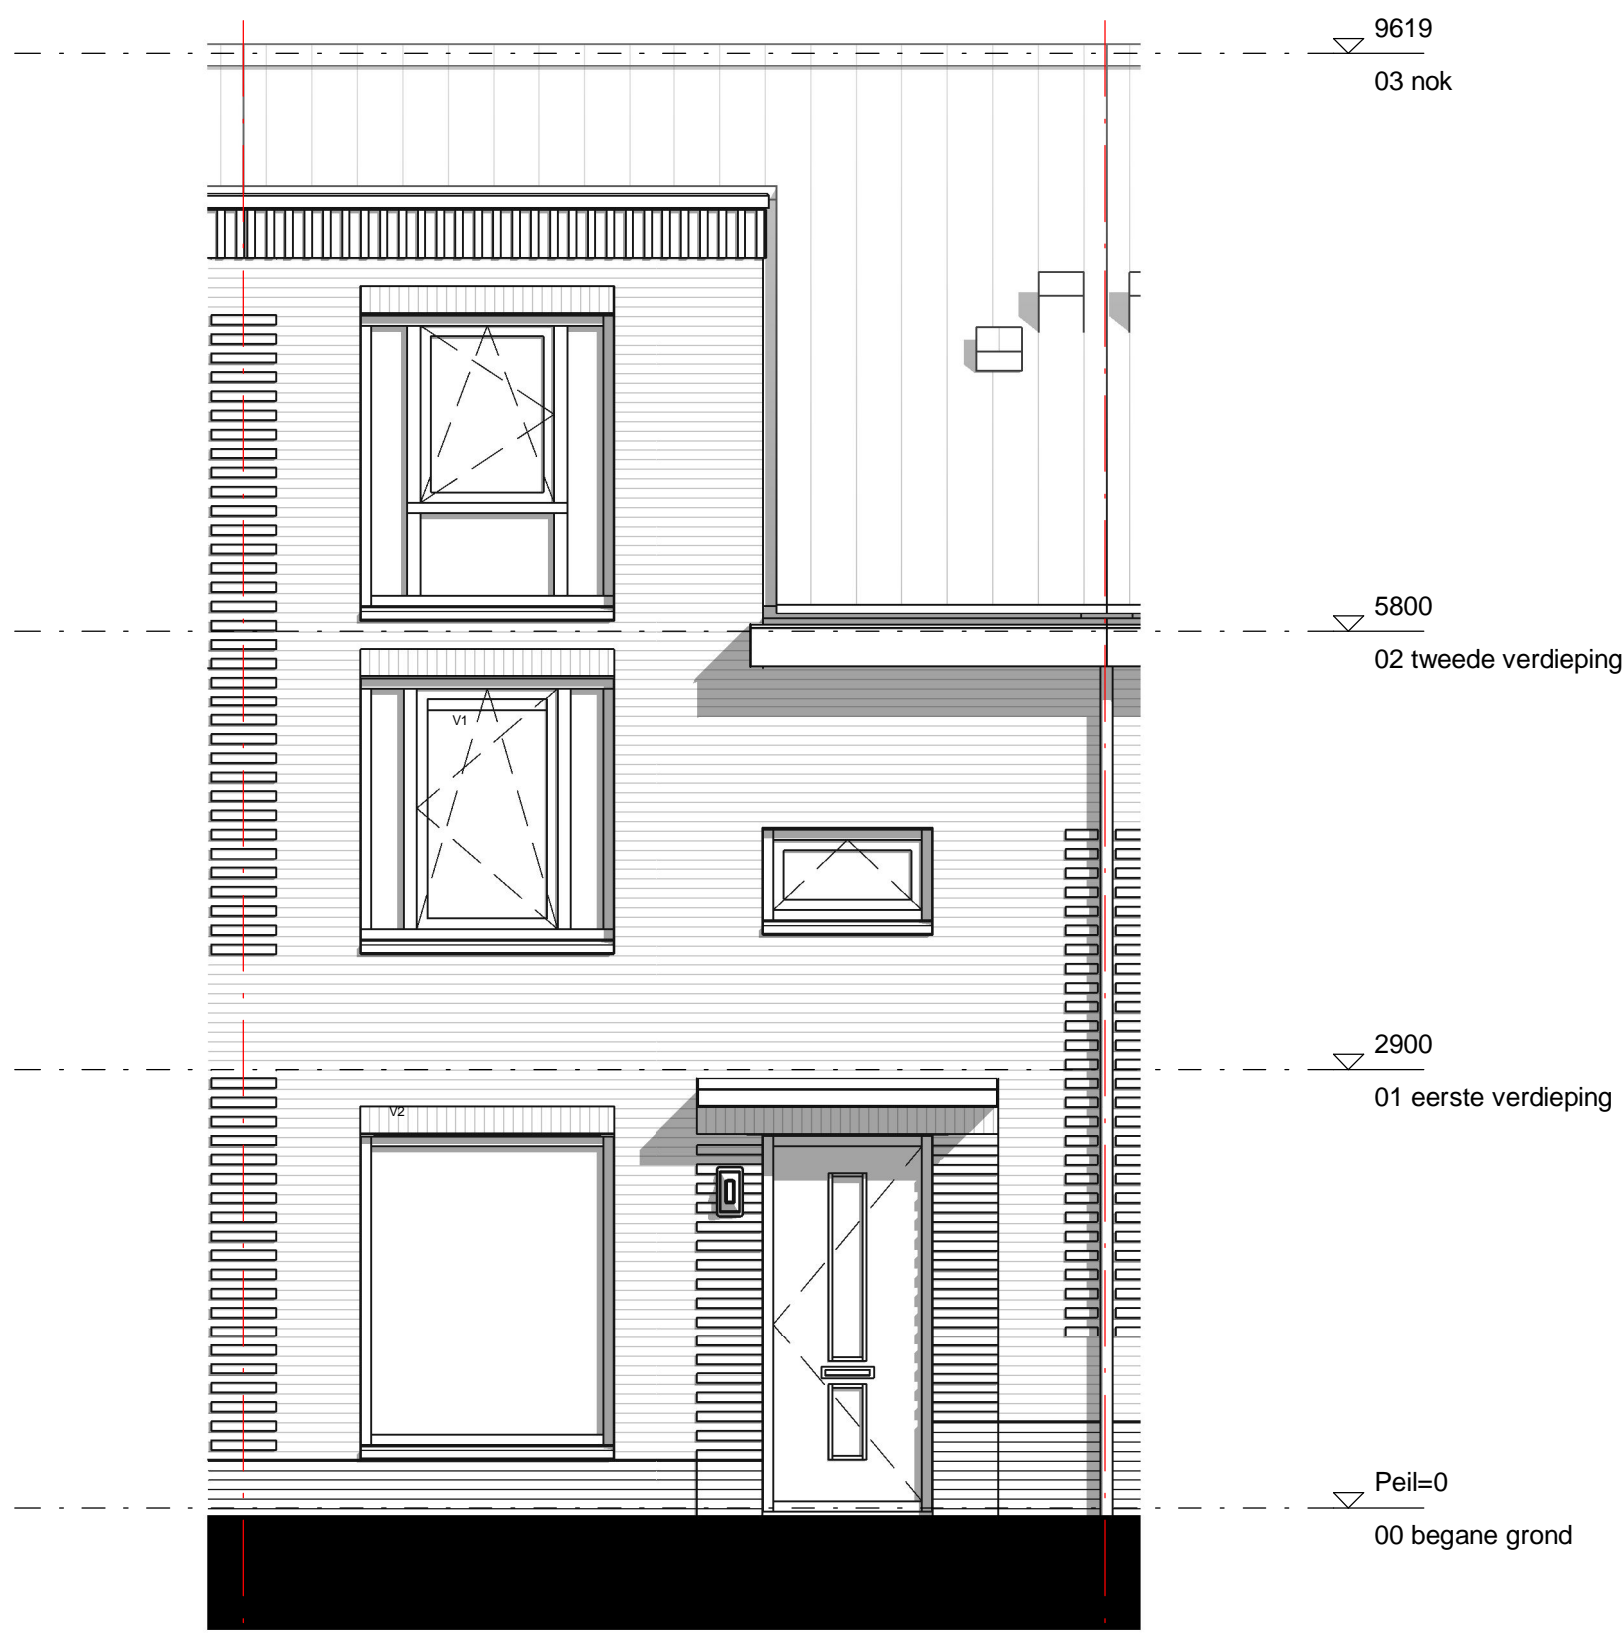 9619
03 nok
5800
02 tweede verdieping
V1
2900
01 eerste verdieping
V2
Peil=0
00 begane grond